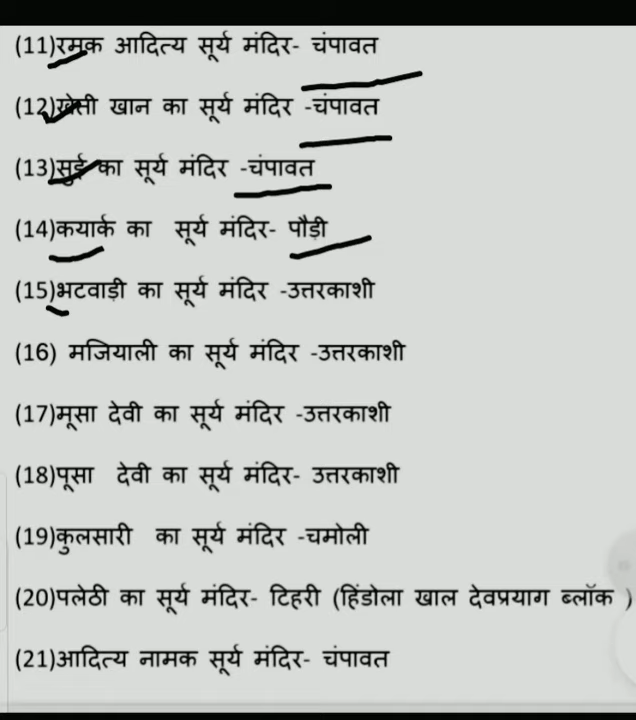 (11)रमक आदित्य सूर्य मंदिर- चंपावत
(12)खेती खान का सूर्य मंदिर -चंपावत
(13)सुई का सूर्य मंदिर -चंपावत
(14)कयार्क का सूर्य मंदिर- पौड़ी
(15)भटवाड़ी का सूर्य मंदिर -उत्तरकाशी
(16) मजियाली का सूर्य मंदिर -उत्तरकाशी
(17)मूसा देवी का सूर्य मंदिर -उत्तरकाशी
(18)पूसा देवी का सूर्य मंदिर- उत्तरकाशी
(19)कुलसारी का सूर्य मंदिर -चमोली
(20)पलेठी का सूर्य मंदिर- टिहरी (हिंडोला खाल देवप्रयाग ब्लॉक )
(21)आदित्य नामक सूर्य मंदिर- चंपावत